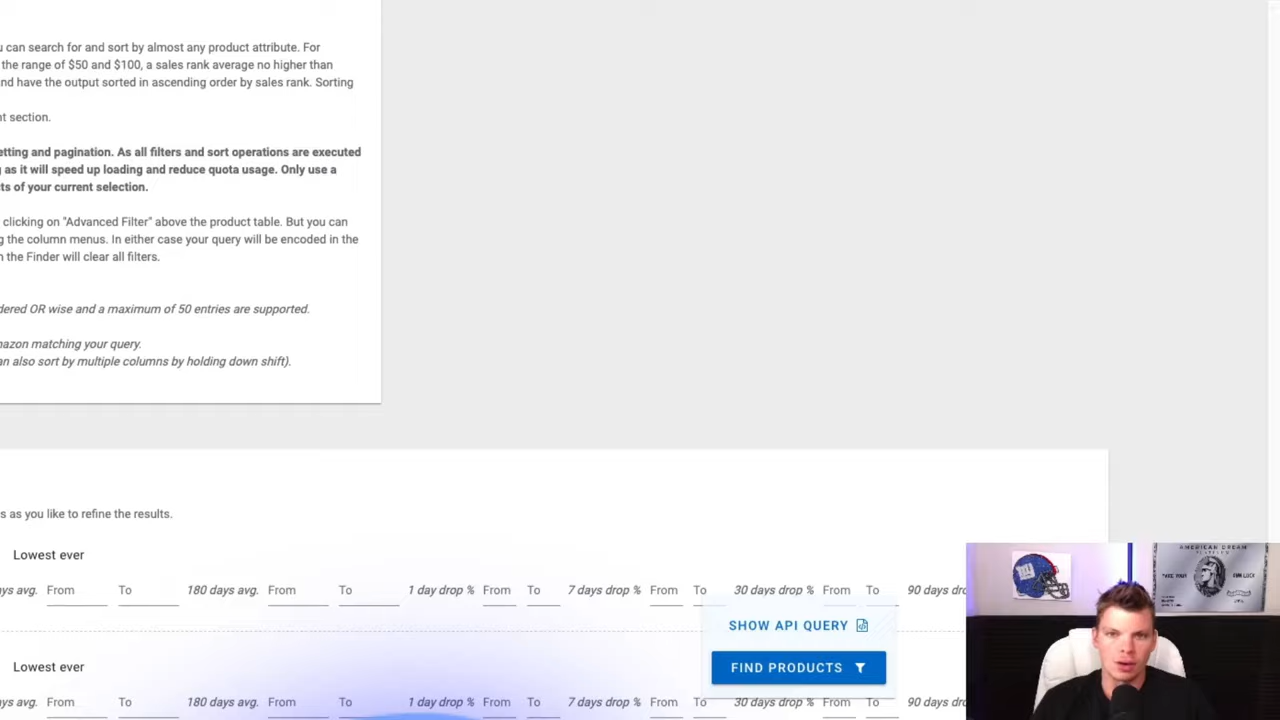 u can search for and sort by almost any product attribute. For
the range of $50 and $100, a sales rank average no higher than
nd have the output sorted in ascending order by sales rank. Sorting
nt section.
etting and pagination. As all filters and sort operations are executed
g as it will speed up loading and reduce quota usage. Only use a
cts of your current selection.
clicking on "Advanced Filter" above the product table. But you can
g the column menus. In either case your query will be encoded in the
n the Finder will clear all filters.
dered OR wise and a maximum of 50 entries are supported.
mazon matching your query.
an also sort by multiple columns by holding down shift).
s as you like to refine the results.
Lowest ever
ays avg. From To 180 days avg. From To 1 day drop % From To 7 days drop % From To 30 days drop % From To 90 days dro
SHOW API QUERY
Lowest ever
FIND PRODUCTS
ays avg. From To 180 days avg. From To 1 day drop % From To 7 days drop % From To 30 days drop % From To 90 days dro
AMERICAN DREAM